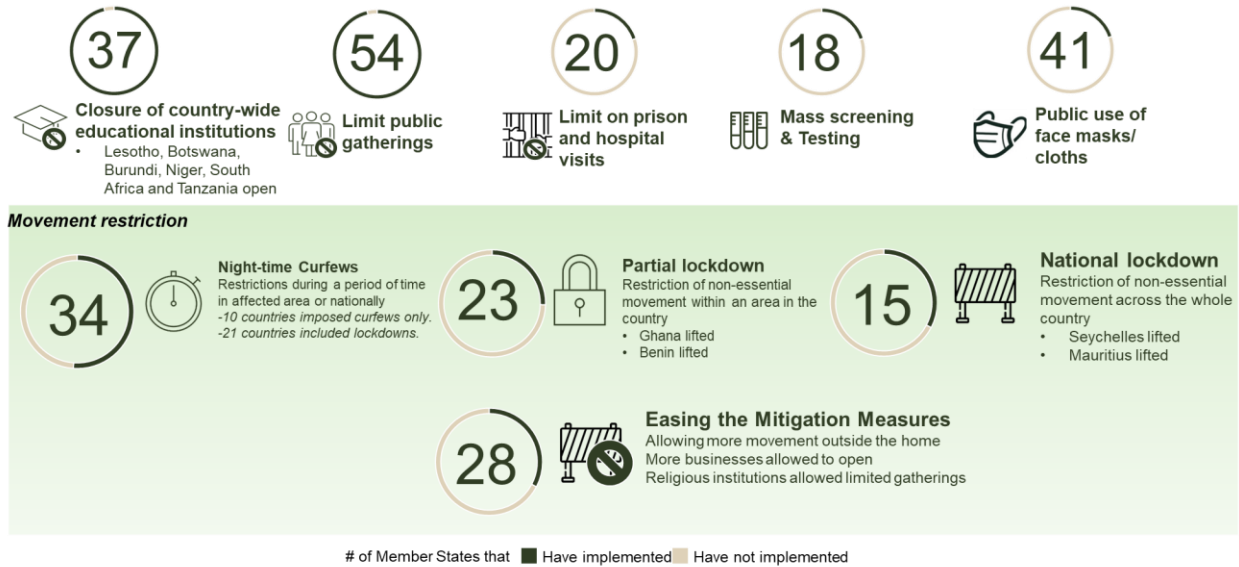 37
Closure of country-wide
educational institutions
• Lesotho, Botswana,
Burundi, Niger, South
Africa and Tanzania open
54
Limit public
gatherings
20
Limit on prison
and hospital
visits
18
Mass screening
& Testing
41
Public use of
face masks/
cloths
Movement restriction
34
Night-time Curfews
Restrictions during a period of time
in affected area or nationally
-10 countries imposed curfews only.
-21 countries included lockdowns.
23
Partial lockdown
Restriction of non-essential
movement within an area in the
country
• Ghana lifted
• Benin lifted
15
National lockdown
Restriction of non-essential
movement across the whole
country
• Seychelles lifted
• Mauritius lifted
28
Easing the Mitigation Measures
Allowing more movement outside the home
More businesses allowed to open
Religious institutions allowed limited gatherings
# of Member States that Have implemented Have not implemented